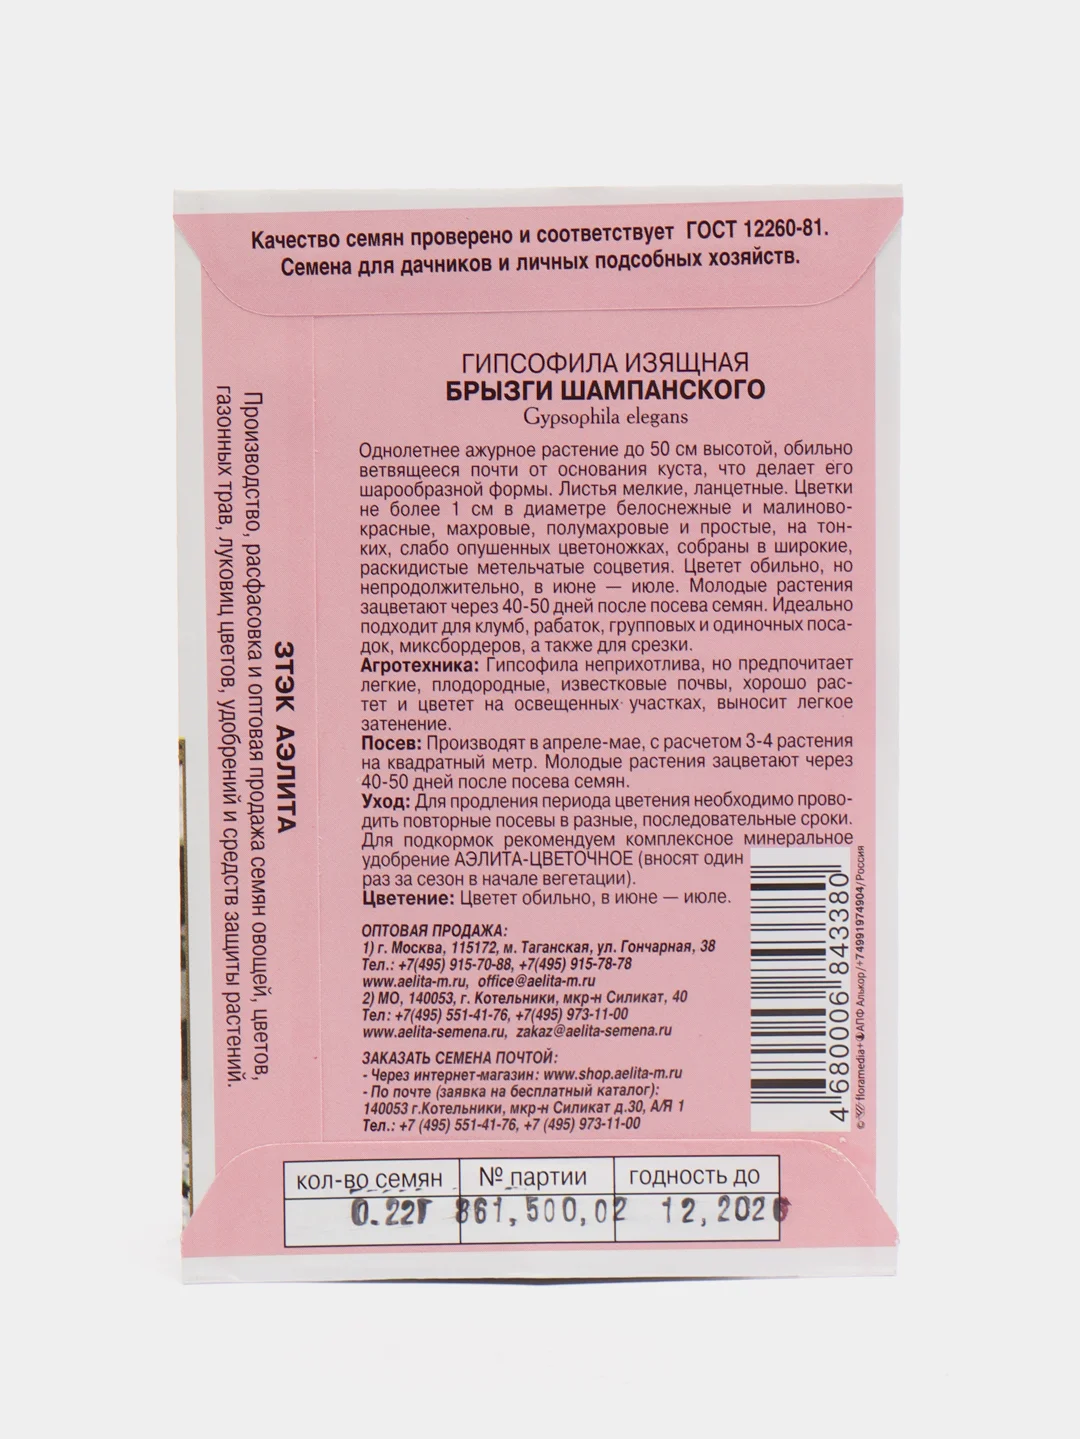 Качество семян проверено и соответствует ГОСТ 12260-81.
Семена для дачников и личных подсобных хозяйств.
ГИПСОФИЛА ИЗЯЩНАЯ
БРЫЗГИ ШАМПАНСКОГО
Gypsophila elegans
Однолетнее ажурное растение до 50 см высотой, обильно
ветвящееся почти от основания куста, что делает его
шарообразной формы. Листья мелкие, ланцетные. Цветки
не более 1 см в диаметре белоснежные и малиново-
красные, махровые, полумахровые и простые, на тон-
ких, слабо опушенных цветоножках, собраны в широкие,
раскидистые метельчатые соцветия. Цветет обильно, но
непродолжительно, в июне — июле. Молодые растения
зацветают через 40-50 дней после посева семян. Идеально
подходит для клумб, рабаток, групповых и одиночных поса-
док, миксбордеров, а также для срезки.
Агротехника: Гипсофила неприхотлива, но предпочитает
легкие, плодородные, известковые почвы, хорошо рас-
тет и цветет на освещенных участках, выносит легкое
затенение.
Посев: Производят в апреле-мае, с расчетом 3-4 растения
на квадратный метр. Молодые растения зацветают через
40-50 дней после посева семян.
Уход: Для продления периода цветения необходимо прово-
дить повторные посевы в разные, последовательные сроки.
Для подкормок рекомендуем комплексное минеральное
удобрение АЭЛИТА-ЦВЕТОЧНОЕ (вносят один
раз за сезон в начале вегетации).
Цветение: Цветет обильно, в июне — июле.
ОПТОВАЯ ПРОДАЖА:
1) г. Москва, 115172, м. Таганская, ул. Гончарная, 38
Тел.: +7(495) 915-70-88, +7(495) 915-78-78
www.aelita-m.ru, office@aelita-m.ru
2) МО, 140053, г. Котельники, мкр-н Силикат, 40
Тел: +7(495) 551-41-76, +7(495) 973-11-00
www.aelita-semena.ru, zakaz@aelita-semena.ru
ЗАКАЗАТЬ СЕМЕНА ПОЧТОЙ:
- Через интернет-магазин: www.shop.aelita-m.ru
- По почте (заявка на бесплатный каталог):
140053 г.Котельники, мкр-н Силикат д.30, А/Я 1
Тел.: +7 (495) 551-41-76, +7 (495) 973-11-00
4 680006 843380
© floramedia+ АПФ Алькор/+74991974904/Россия
ЗТЭК АЭЛИТА
Производство, расфасовка и оптовая продажа семян овощей, цветов,
газонных трав, луковиц цветов, удобрений и средств защиты растений.
кол-во семян № партии годность до
0.22г 861,500,02 12,2026